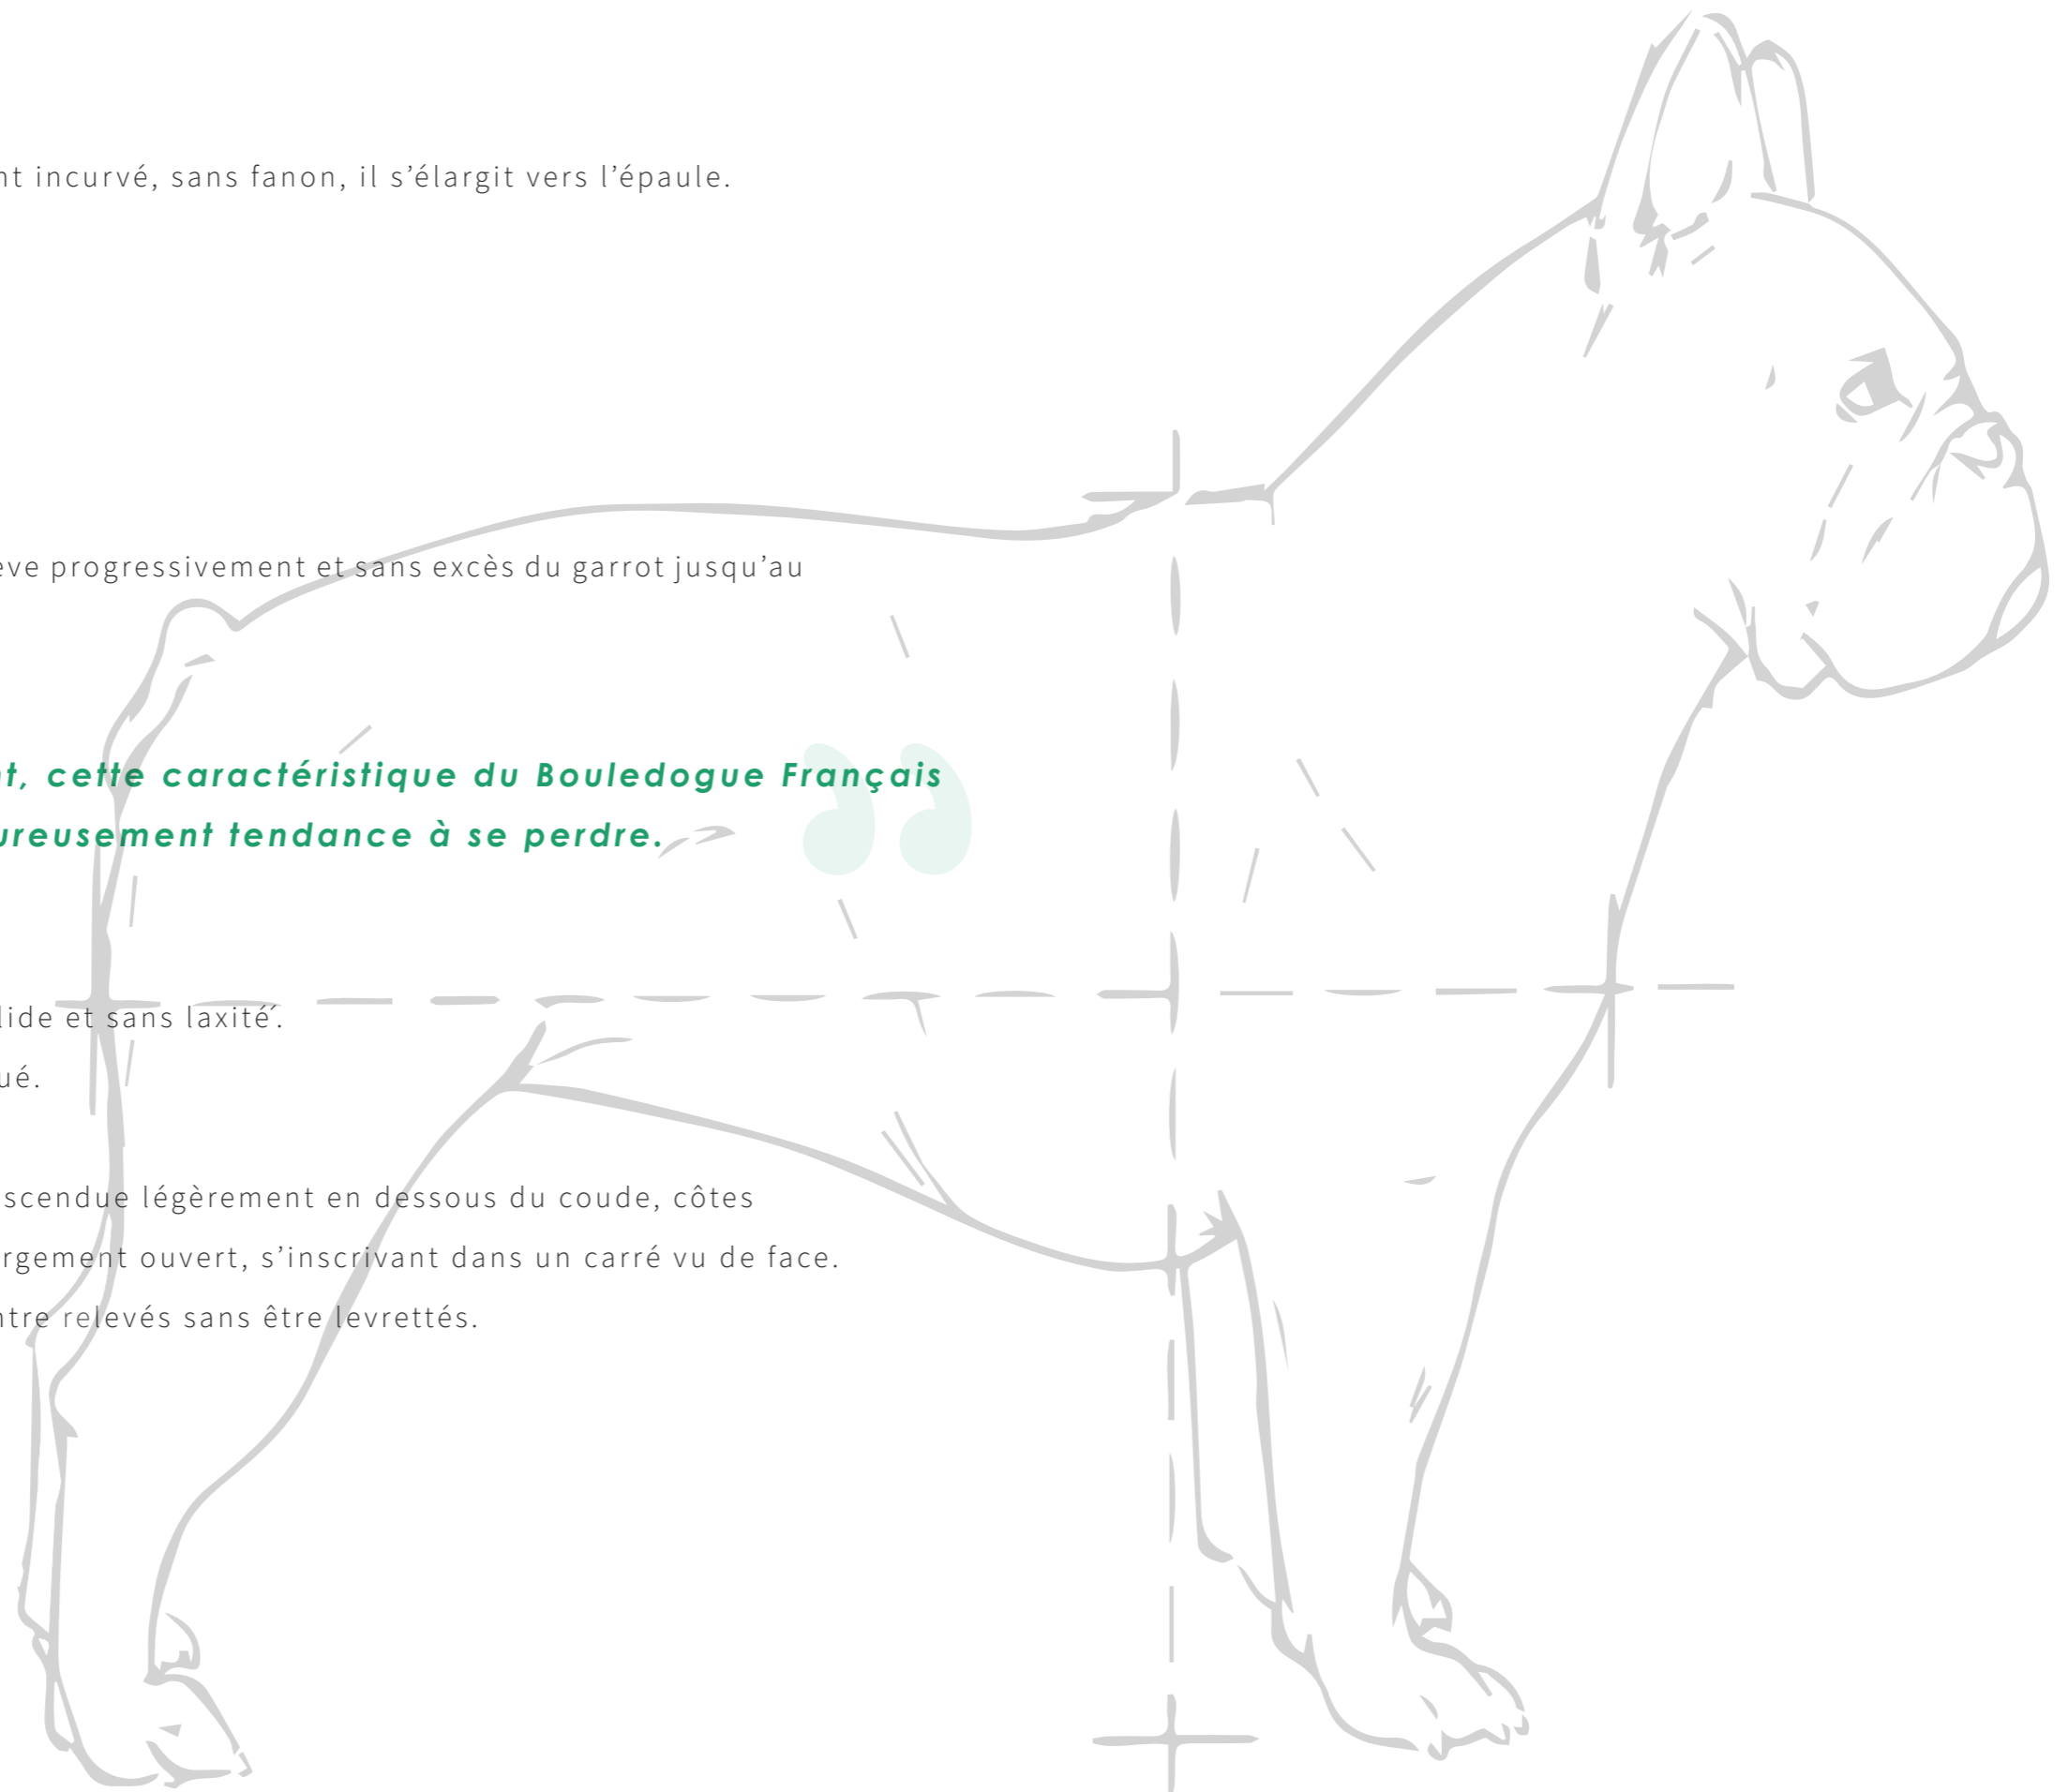 nt incurvé, sans fanon, il s’élargit vers l’épaule.
ève progressivement et sans excès du garrot jusqu’au
nt, cette caractéristique du Bouledogue Français
ureusement tendance à se perdre.
lide et sans laxité.
ué.
scendue légèrement en dessous du coude, côtes
rgement ouvert, s’inscrivant dans un carré vu de face.
ntre relevés sans être levrettés.